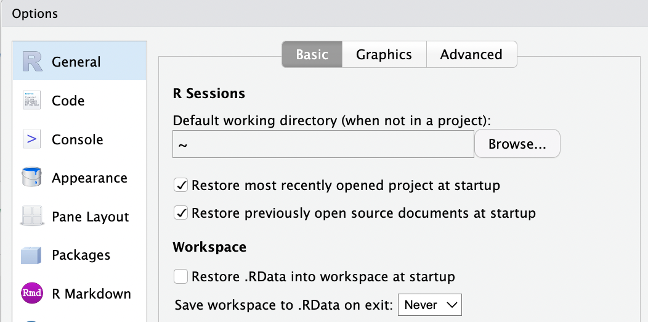 Options
General
Code
Console
Appearance
Pane Layout
Packages
Rmd R Markdown
Basic Graphics Advanced
R Sessions
Default working directory (when not in a project):
~ Browse...
Restore most recently opened project at startup
Restore previously open source documents at startup
Workspace
Restore .RData into workspace at startup
Save workspace to .RData on exit: Never